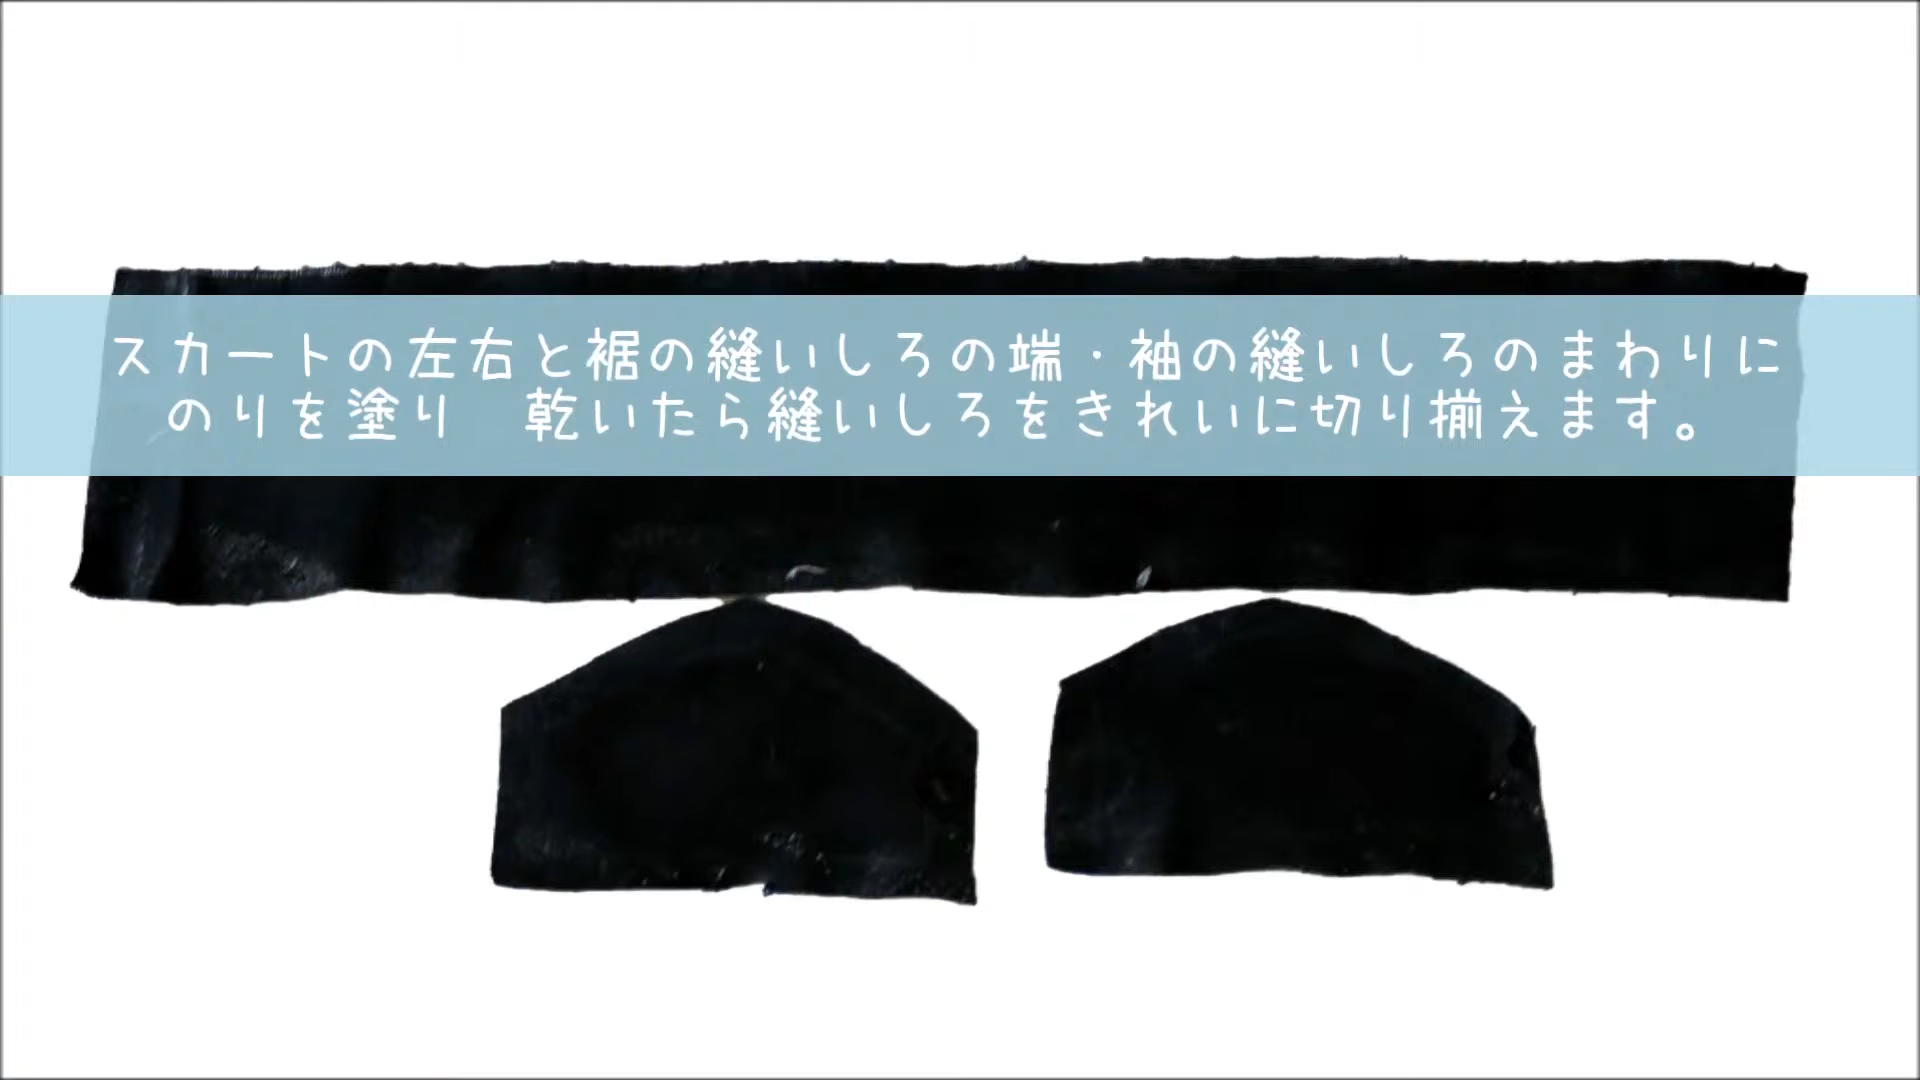 スカートの左右と裾の縫いしろの端・袖の縫いしろのまわりに
のりを塗り　乾いたら縫いしろをきれいに切り揃えます。